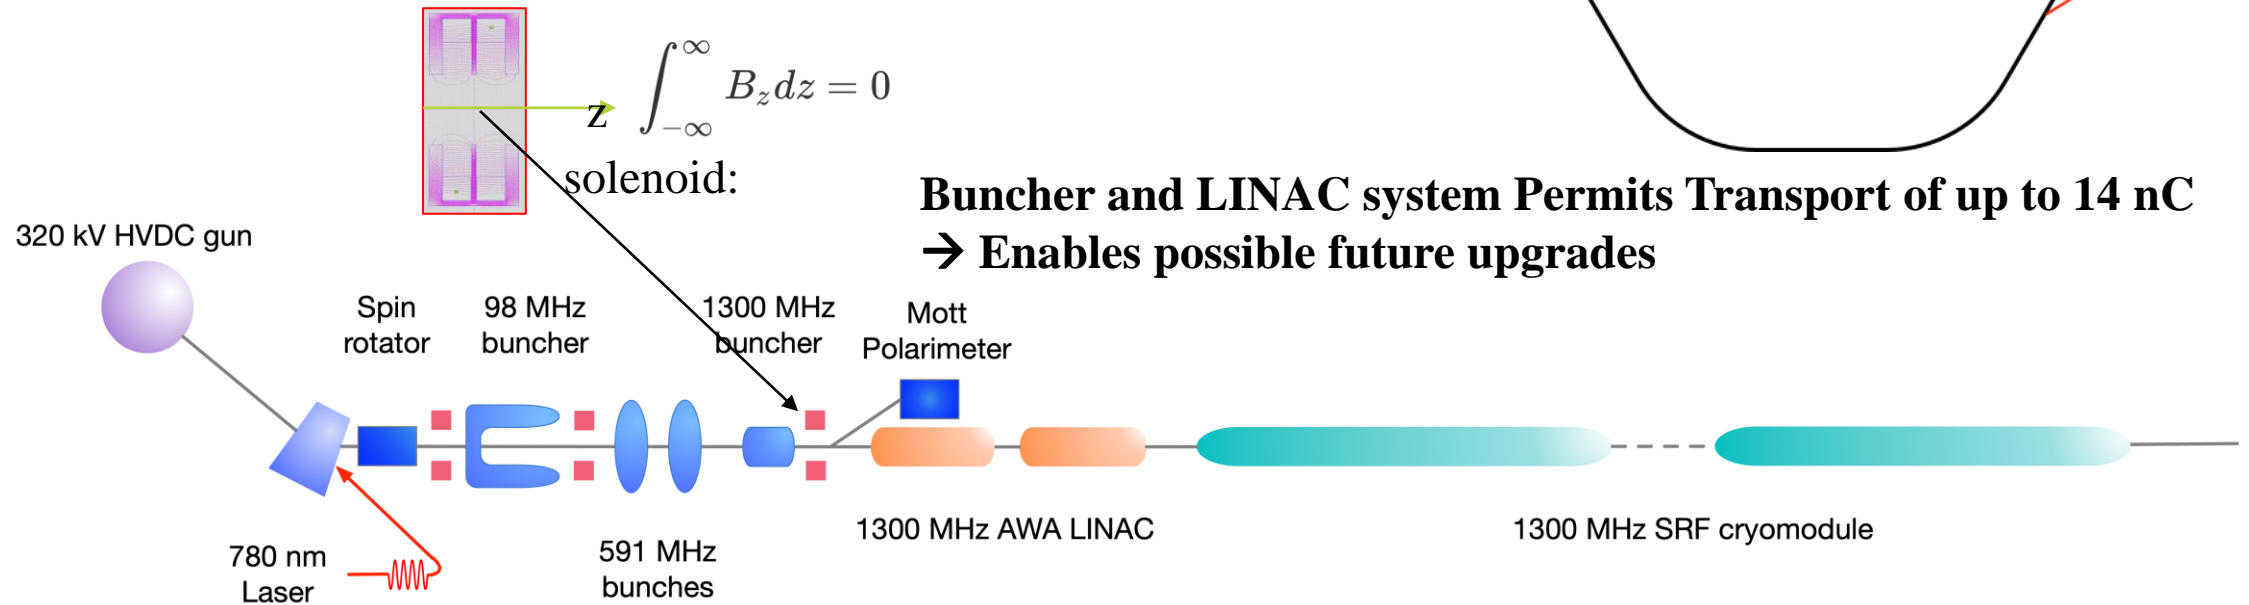 z
∫_{-∞}^{∞} B_z dz = 0
solenoid:
Buncher and LINAC system Permits Transport of up to 14 nC
→ Enables possible future upgrades
320 kV HVDC gun
Spin
rotator
98 MHz
buncher
1300 MHz
buncher
Mott
Polarimeter
780 nm
Laser
591 MHz
bunches
1300 MHz AWA LINAC
1300 MHz SRF cryomodule